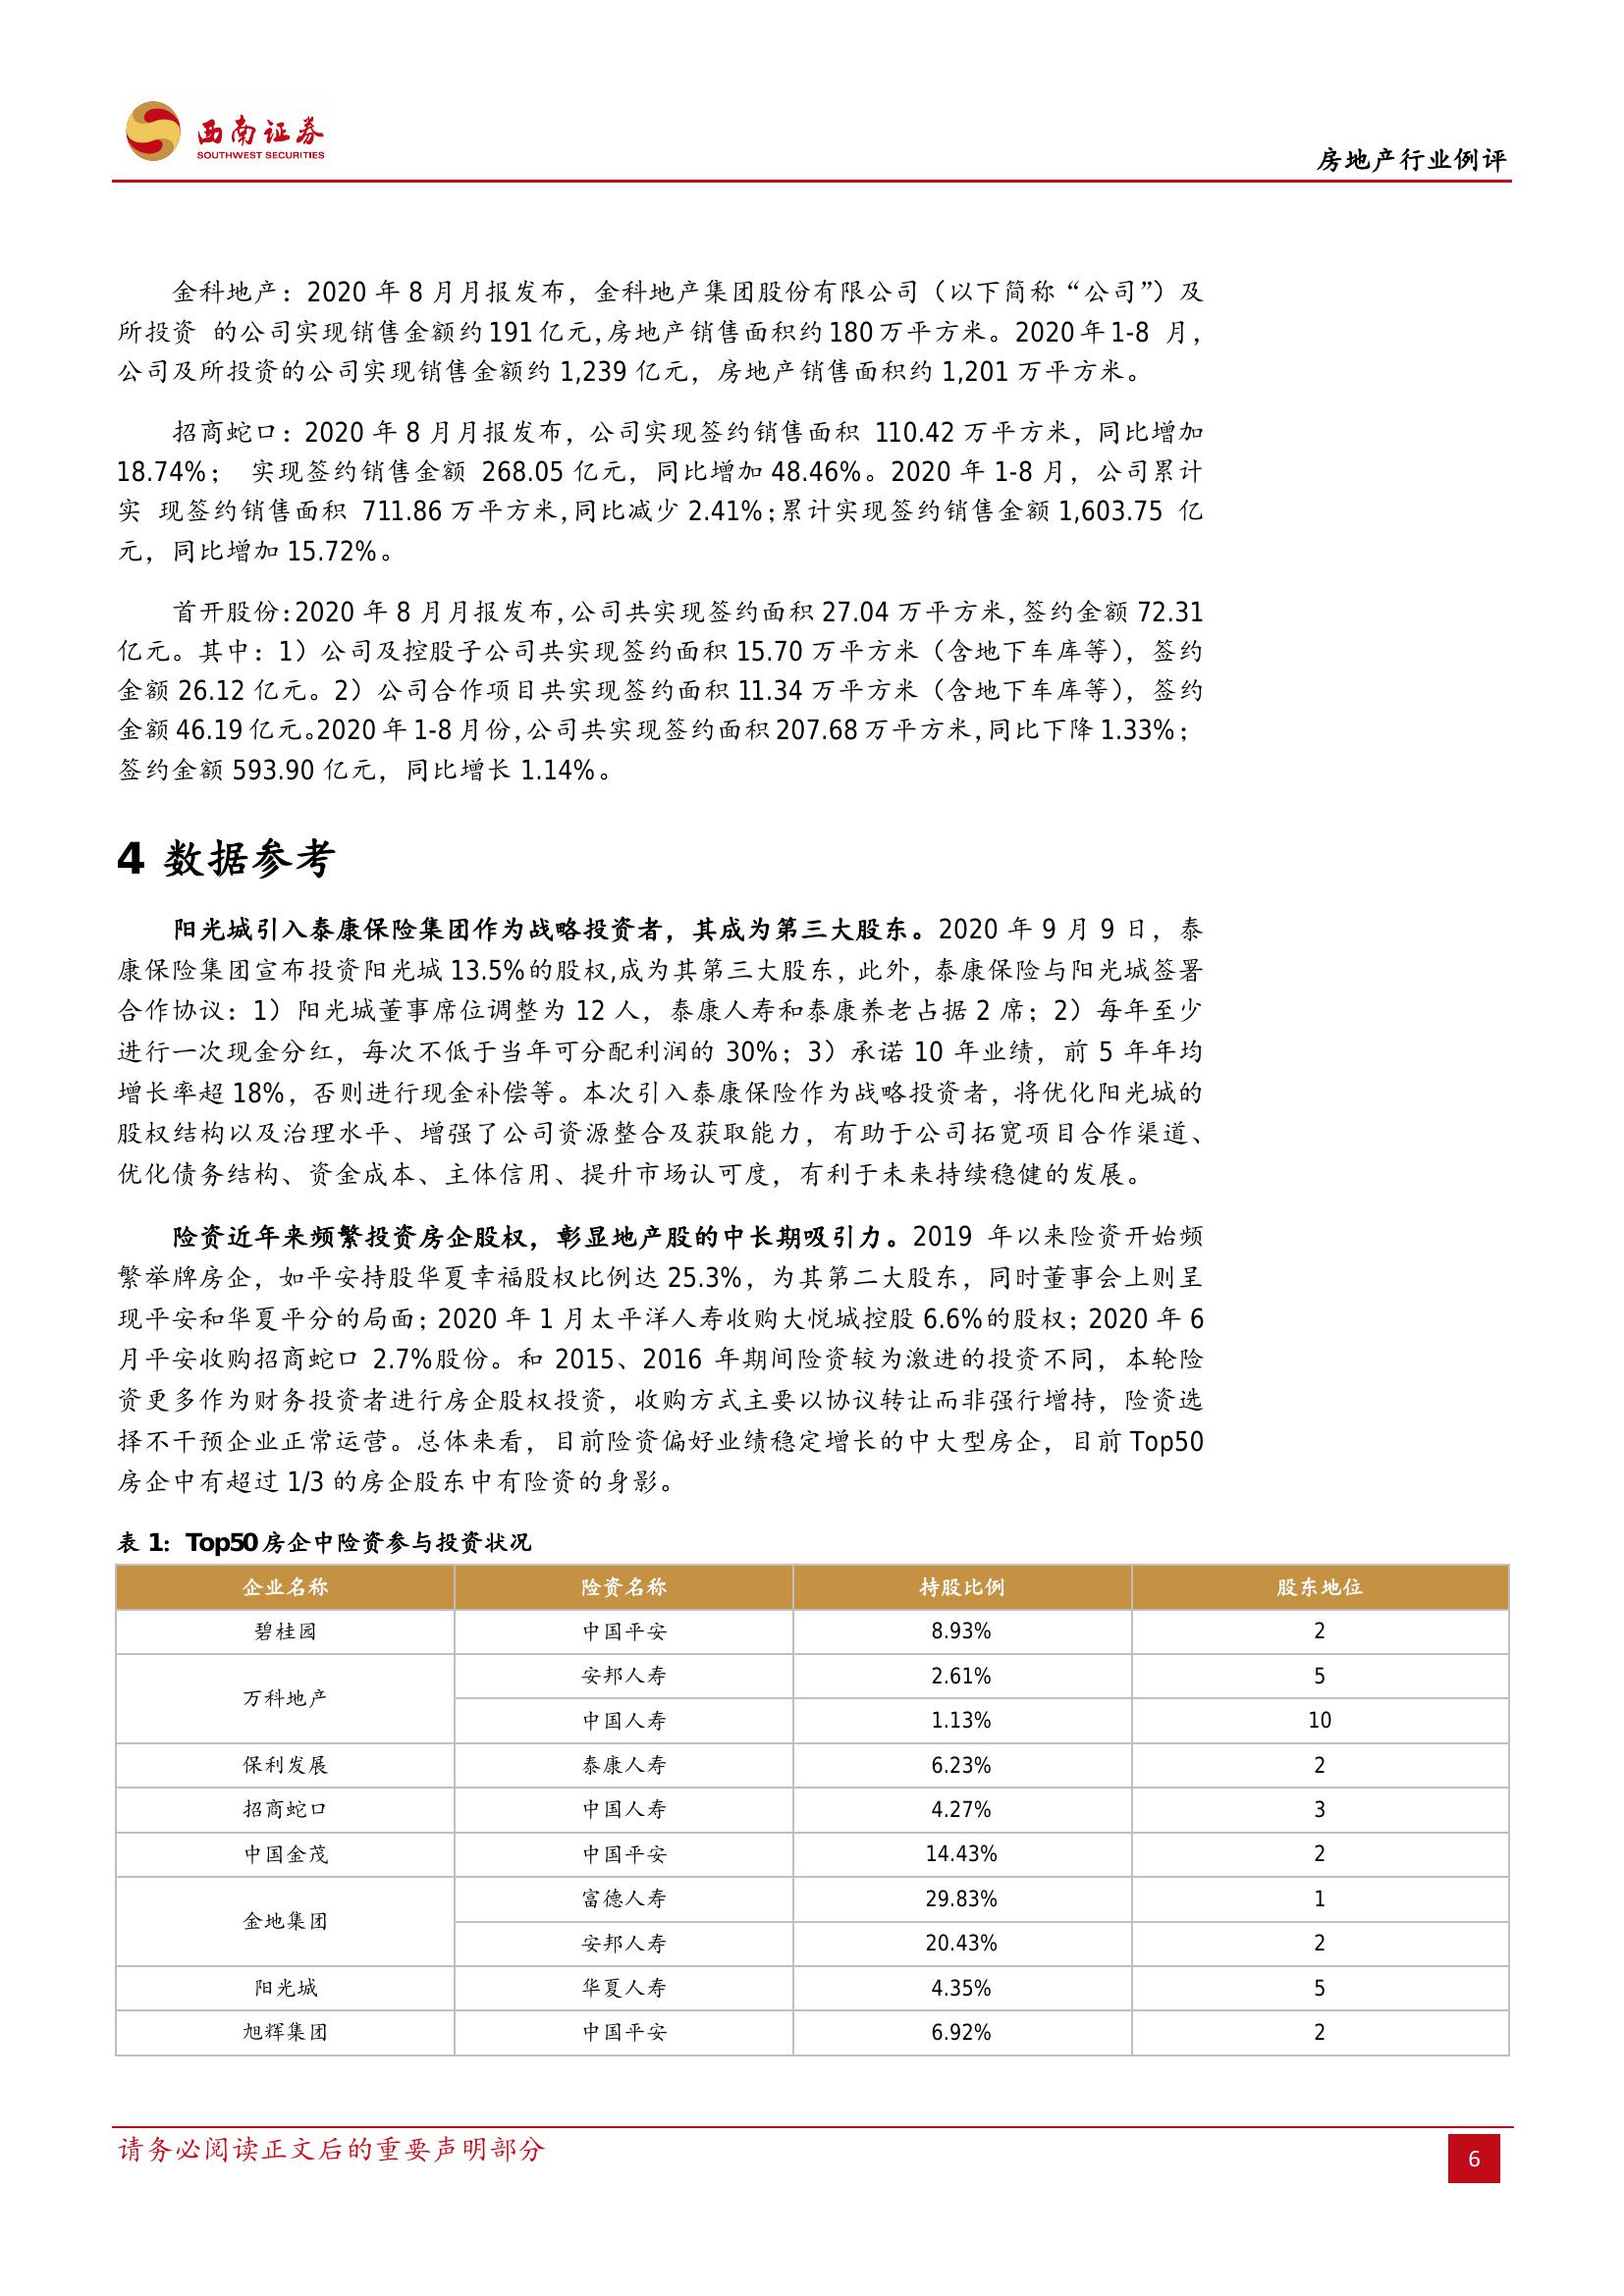 西南证券
SOUTHWEST SECURITIES
房地产行业例评
金科地产：2020 年 8 月月报发布，金科地产集团股份有限公司（以下简称“公司”）及
所投资 的公司实现销售金额约 191 亿元，房地产销售面积约 180 万平方米。2020 年 1-8 月，
公司及所投资的公司实现销售金额约 1,239 亿元，房地产销售面积约 1,201 万平方米。
招商蛇口：2020 年 8 月月报发布，公司实现签约销售面积 110.42 万平方米，同比增加
18.74%； 实现签约销售金额 268.05 亿元，同比增加 48.46%。2020 年 1-8 月，公司累计
实 现签约销售面积 711.86 万平方米，同比减少 2.41%；累计实现签约销售金额 1,603.75 亿
元，同比增加 15.72%。
首开股份：2020 年 8 月月报发布，公司共实现签约面积 27.04 万平方米，签约金额 72.31
亿元。其中：1）公司及控股子公司共实现签约面积 15.70 万平方米（含地下车库等），签约
金额 26.12 亿元。2）公司合作项目共实现签约面积 11.34 万平方米（含地下车库等），签约
金额 46.19 亿元。2020 年 1-8 月份，公司共实现签约面积 207.68 万平方米，同比下降 1.33%；
签约金额 593.90 亿元，同比增长 1.14%。
4 数据参考
阳光城引入泰康保险集团作为战略投资者，其成为第三大股东。2020 年 9 月 9 日，泰
康保险集团宣布投资阳光城 13.5%的股权,成为其第三大股东，此外，泰康保险与阳光城签署
合作协议：1）阳光城董事席位调整为 12 人，泰康人寿和泰康养老占据 2 席；2）每年至少
进行一次现金分红，每次不低于当年可分配利润的 30%；3）承诺 10 年业绩，前 5 年年均
增长率超 18%，否则进行现金补偿等。本次引入泰康保险作为战略投资者，将优化阳光城的
股权结构以及治理水平、增强了公司资源整合及获取能力，有助于公司拓宽项目合作渠道、
优化债务结构、资金成本、主体信用、提升市场认可度，有利于未来持续稳健的发展。
险资近年来频繁投资房企股权，彰显地产股的中长期吸引力。2019 年以来险资开始频
繁举牌房企，如平安持股华夏幸福股权比例达 25.3%，为其第二大股东，同时董事会上则呈
现平安和华夏平分的局面；2020 年 1 月太平洋人寿收购大悦城控股 6.6%的股权；2020 年 6
月平安收购招商蛇口 2.7%股份。和 2015、2016 年期间险资较为激进的投资不同，本轮险
资更多作为财务投资者进行房企股权投资，收购方式主要以协议转让而非强行增持，险资选
择不干预企业正常运营。总体来看，目前险资偏好业绩稳定增长的中大型房企，目前 Top50
房企中有超过 1/3 的房企股东中有险资的身影。
表 1：Top50 房企中险资参与投资状况
企业名称 险资名称 持股比例 股东地位
碧桂园 中国平安 8.93% 2
万科地产 安邦人寿 2.61% 5
中国人寿 1.13% 10
保利发展 泰康人寿 6.23% 2
招商蛇口 中国人寿 4.27% 3
中国金茂 中国平安 14.43% 2
金地集团 富德人寿 29.83% 1
安邦人寿 20.43% 2
阳光城 华夏人寿 4.35% 5
旭辉集团 中国平安 6.92% 2
请务必阅读正文后的重要声明部分
6